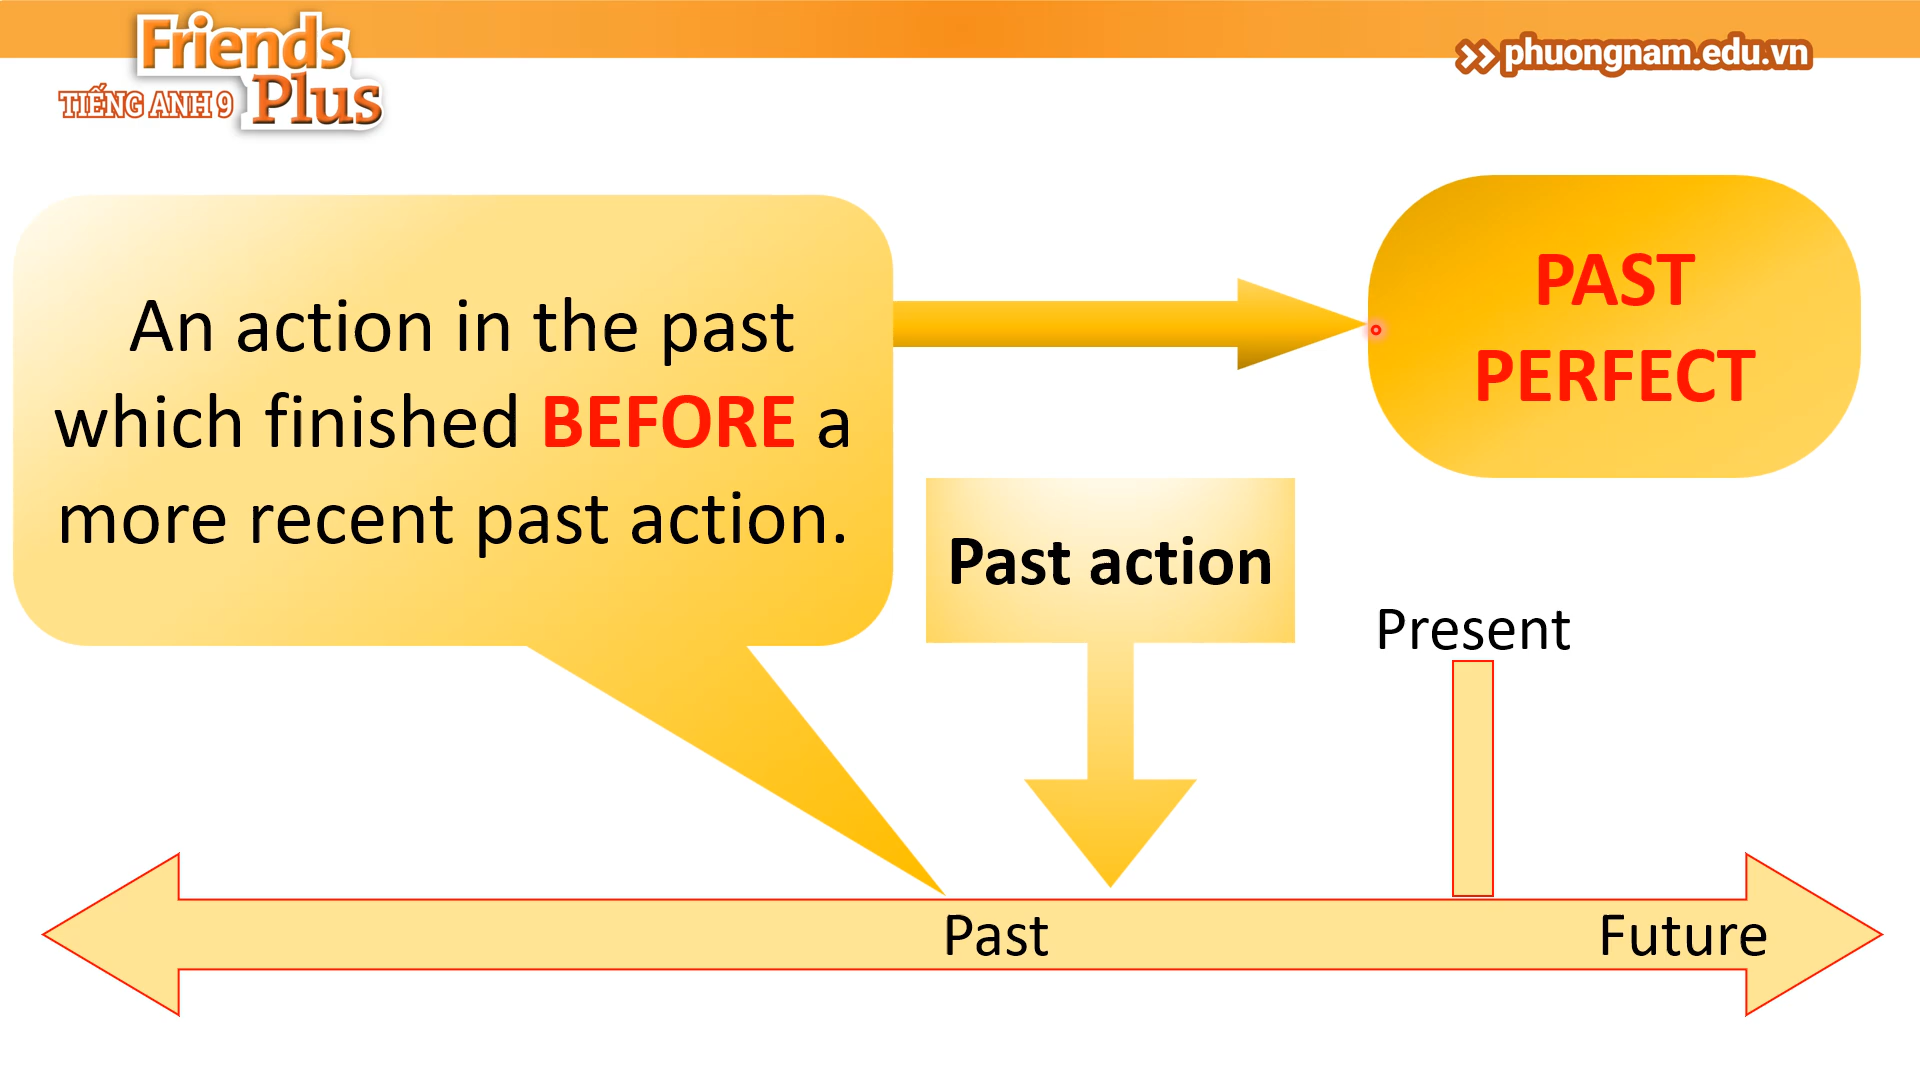 Friends
Plus
TIẾNG ANH 9
phuongnam.edu.vn
An action in the past
which finished BEFORE a
more recent past action.
PAST
PERFECT
Past action
Present
Past
Future